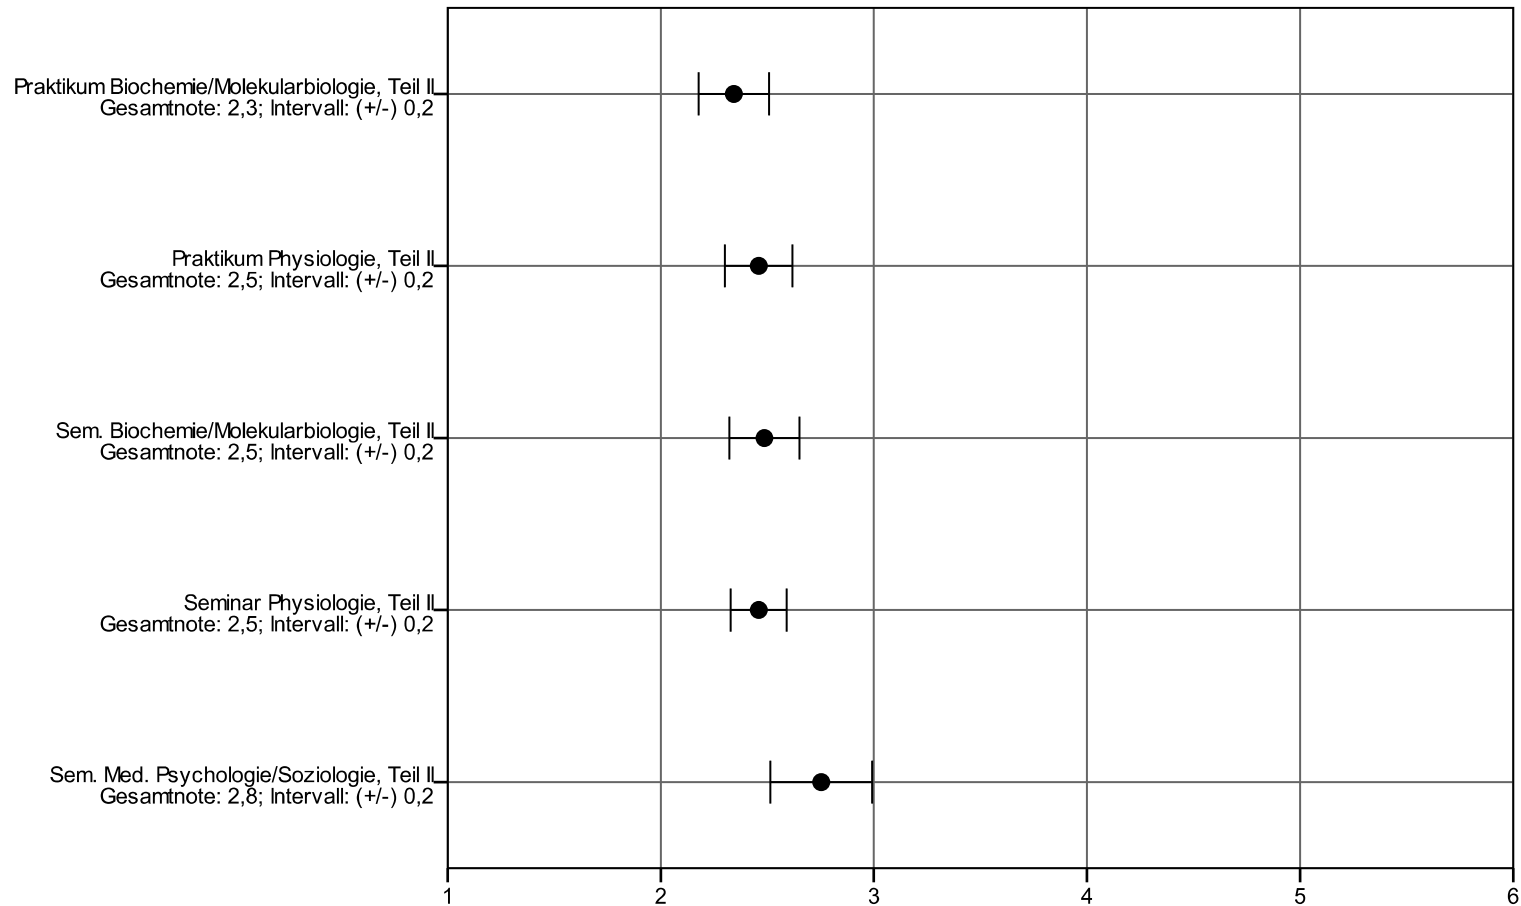 Praktikum Biochemie/Molekularbiologie, Teil II
Gesamtnote: 2,3; Intervall: (+/-) 0,2
Praktikum Physiologie, Teil II
Gesamtnote: 2,5; Intervall: (+/-) 0,2
Sem. Biochemie/Molekularbiologie, Teil II
Gesamtnote: 2,5; Intervall: (+/-) 0,2
Seminar Physiologie, Teil II
Gesamtnote: 2,5; Intervall: (+/-) 0,2
Sem. Med. Psychologie/Soziologie, Teil II
Gesamtnote: 2,8; Intervall: (+/-) 0,2
1 2 3 4 5 6